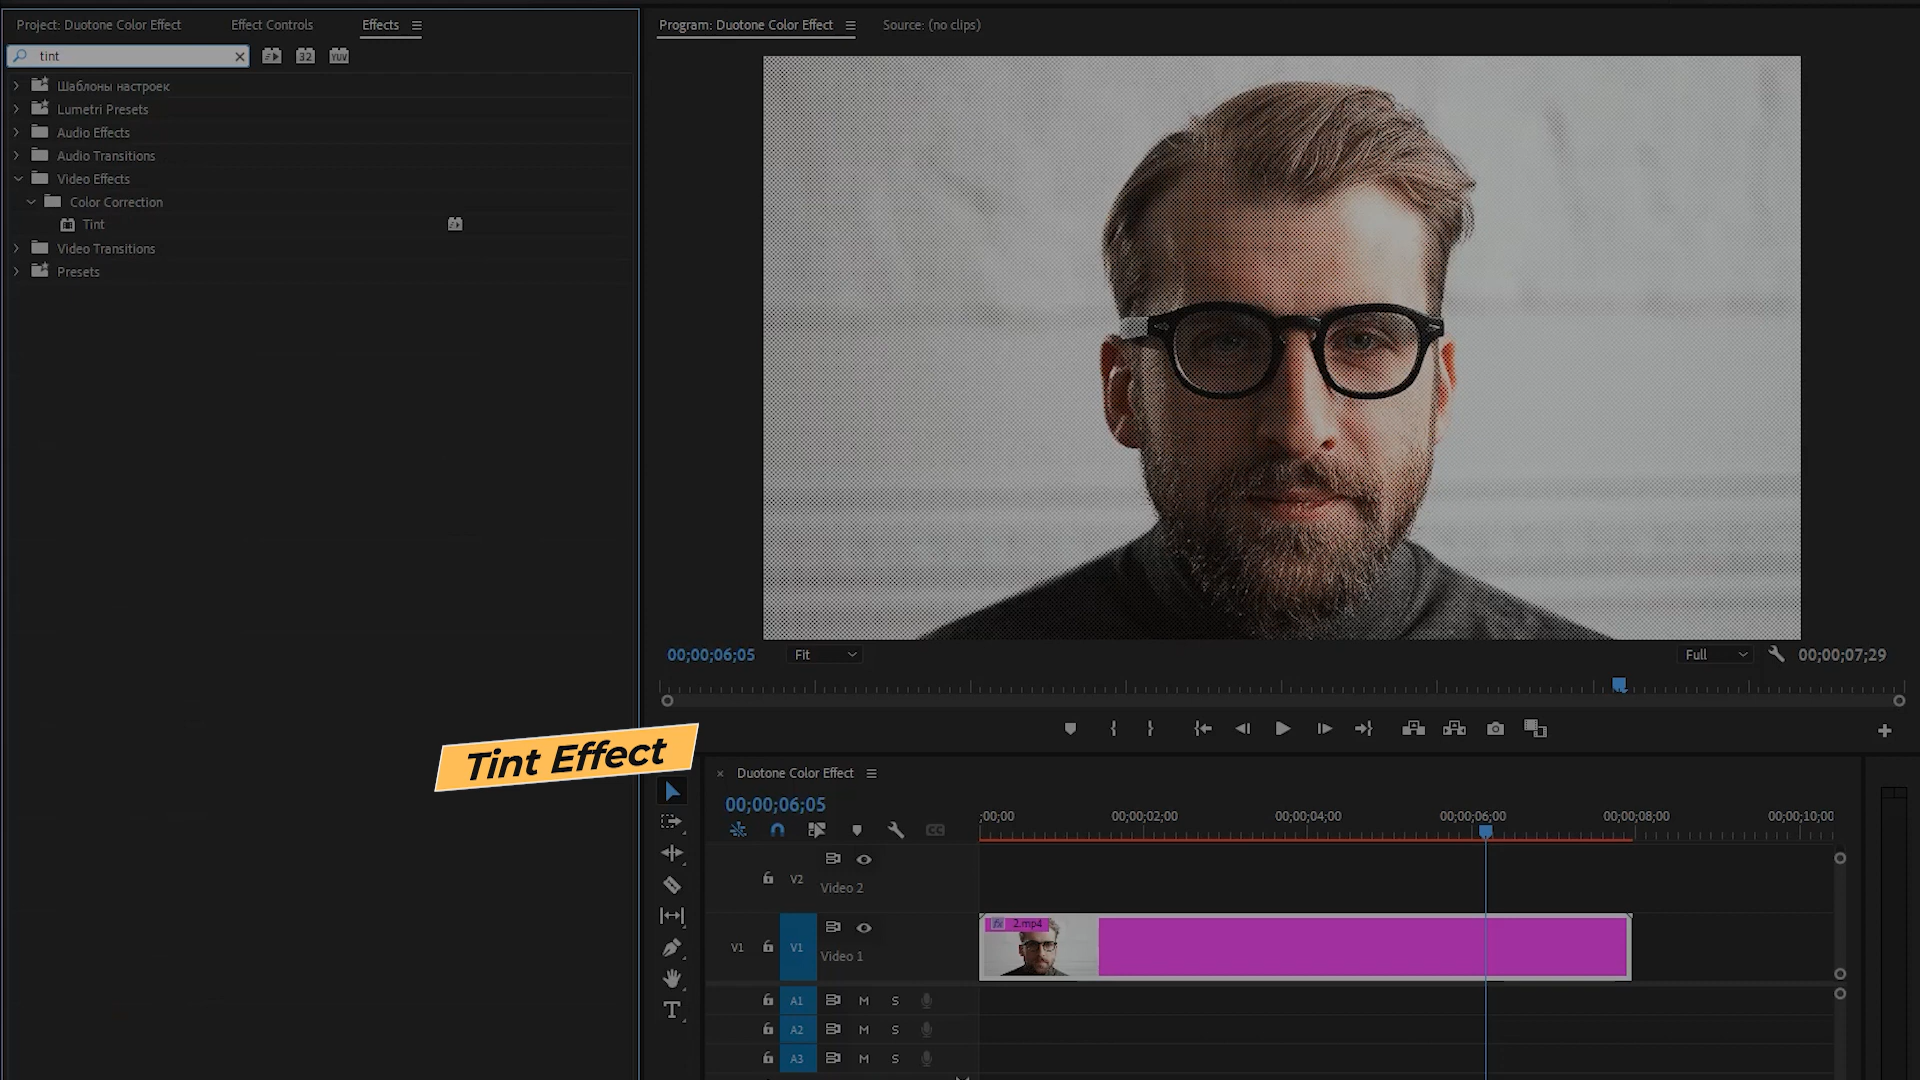 Project: Duotone Color Effect
Effect Controls
Effects
tint
32
YUV
Шаблоны настроек
Lumetri Presets
Audio Effects
Audio Transitions
Video Effects
Color Correction
Tint
Video Transitions
Presets
Program: Duotone Color Effect
Source: (no clips)
00;00;06;05
Fit
Full
00;00;07;29
Tint Effect
× Duotone Color Effect
00;00;06;05
;00;00
00;00;02;00
00;00;04;00
00;00;06;00
00;00;08;00
00;00;10;00
CC
V2
Video 2
fx 2.mp4
V1
V1
Video 1
A1 M S
A2 M S
A3 M S
T